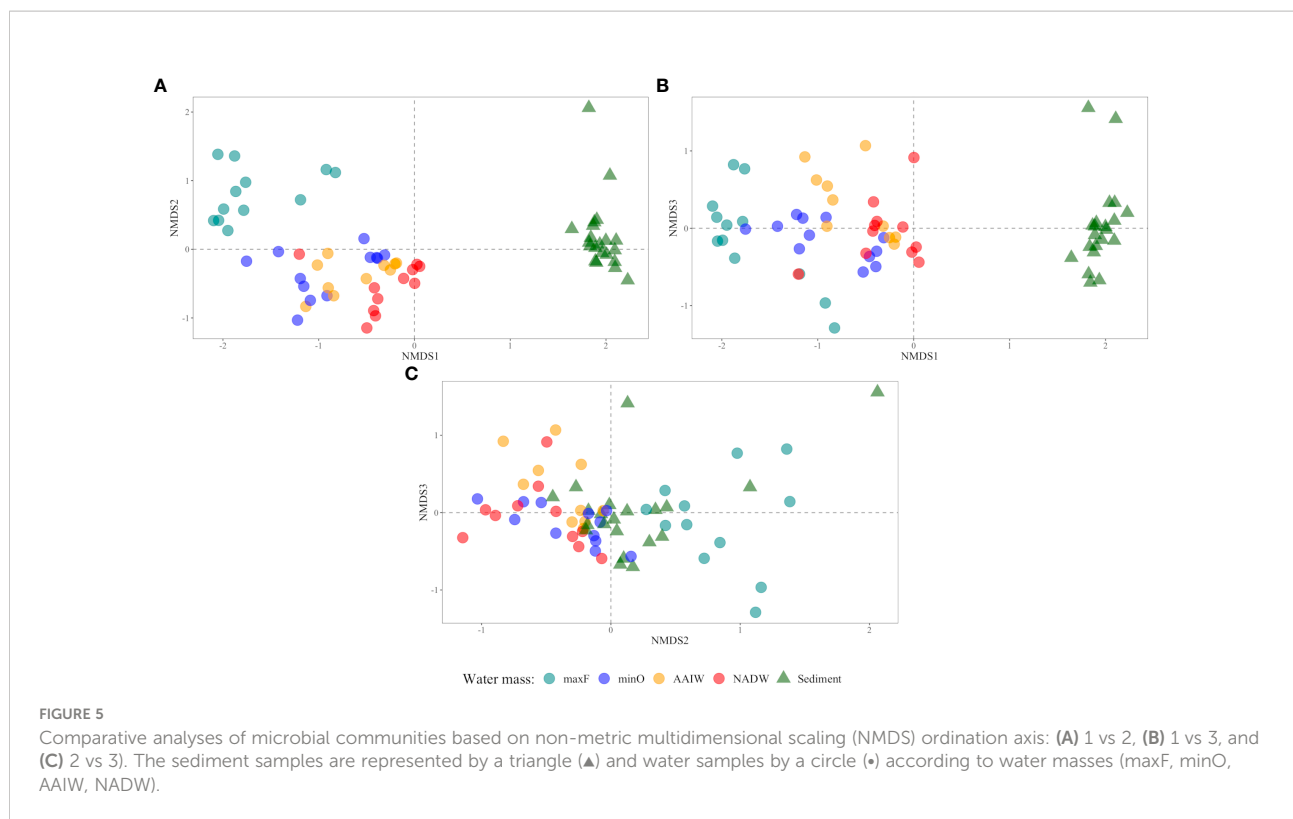 A
B
2
1
0
-1
NMDS2
-2
-1
0
1
2
NMDS1
1
0
-1
NMDS3
-2
-1
0
1
2
NMDS1
C
1
0
-1
NMDS3
-1
0
1
2
NMDS2
Water mass: maxF minO AAIW NADW Sediment
FIGURE 5
Comparative analyses of microbial communities based on non-metric multidimensional scaling (NMDS) ordination axis: (A) 1 vs 2, (B) 1 vs 3, and
(C) 2 vs 3). The sediment samples are represented by a triangle (▲) and water samples by a circle (•) according to water masses (maxF, minO,
AAIW, NADW).